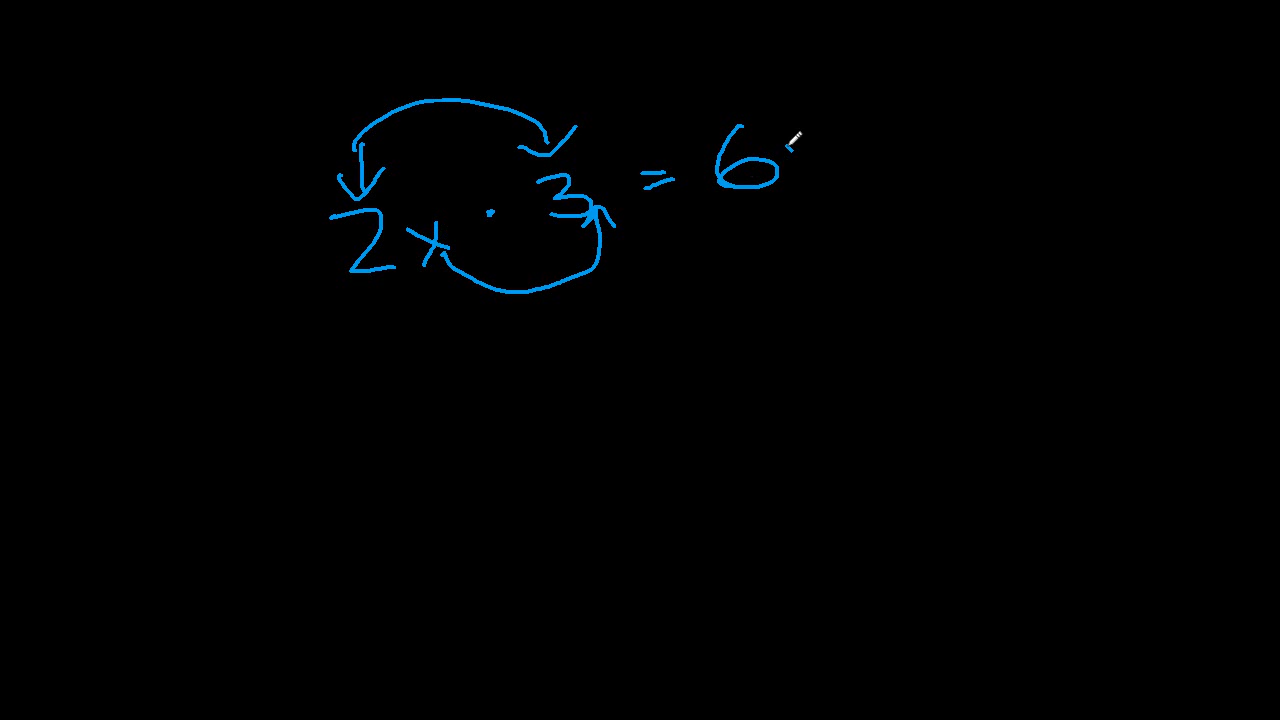 2x · 3 = 6